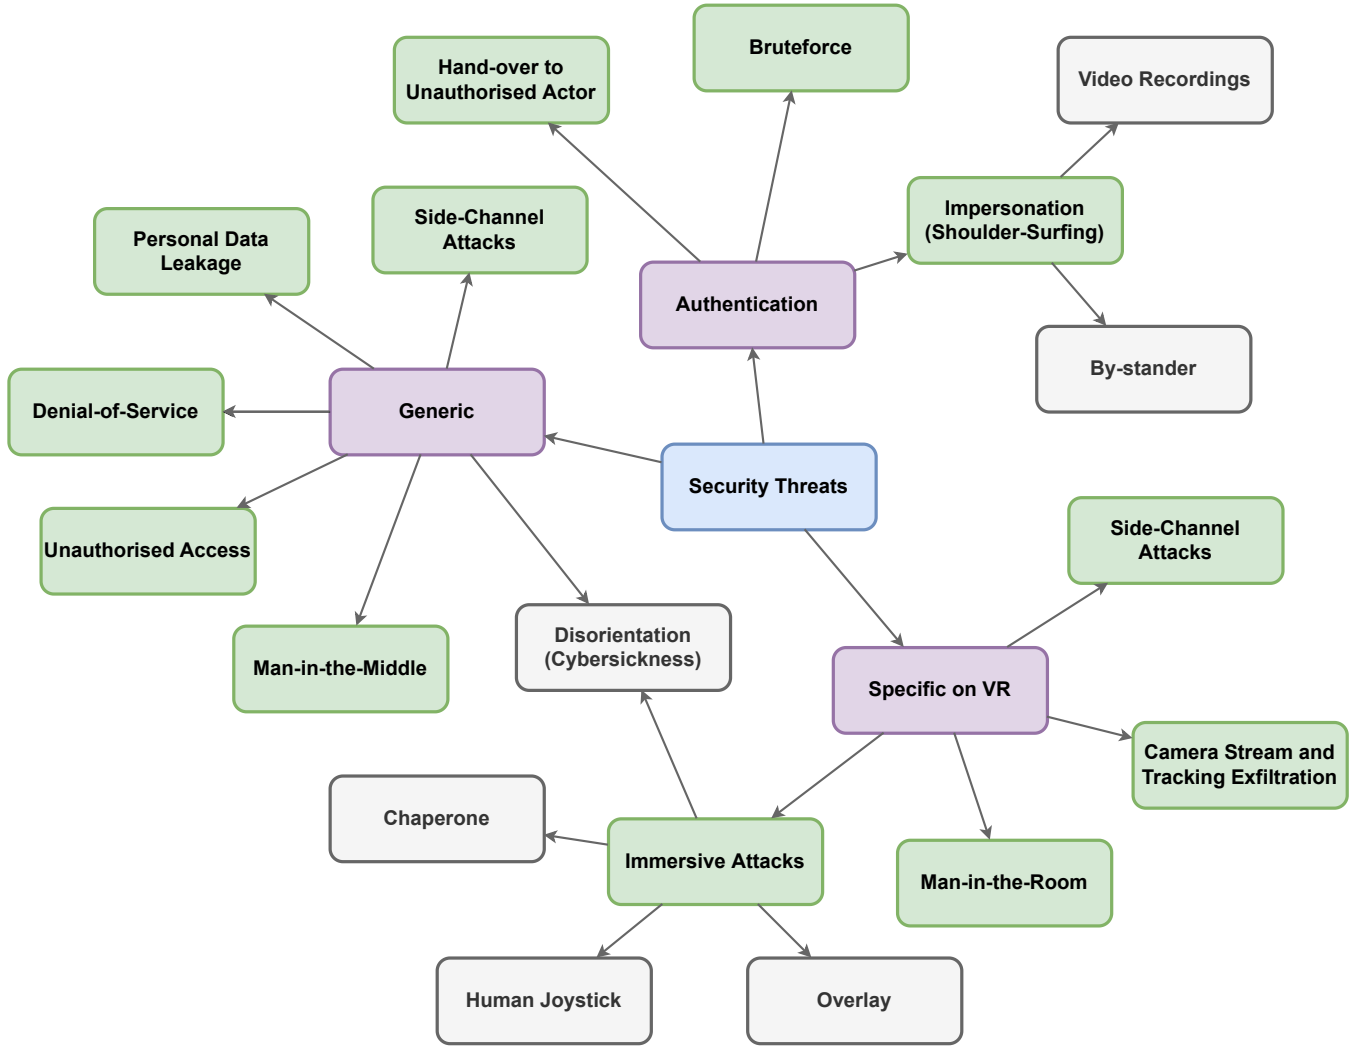 Bruteforce
Hand-over to
Unauthorised Actor
Video Recordings
Side-Channel
Attacks
Impersonation
(Shoulder-Surfing)
Personal Data
Leakage
Authentication
By-stander
Denial-of-Service
Generic
Security Threats
Side-Channel
Attacks
Unauthorised Access
Disorientation
(Cybersickness)
Man-in-the-Middle
Specific on VR
Camera Stream and
Tracking Exfiltration
Chaperone
Immersive Attacks
Man-in-the-Room
Human Joystick
Overlay